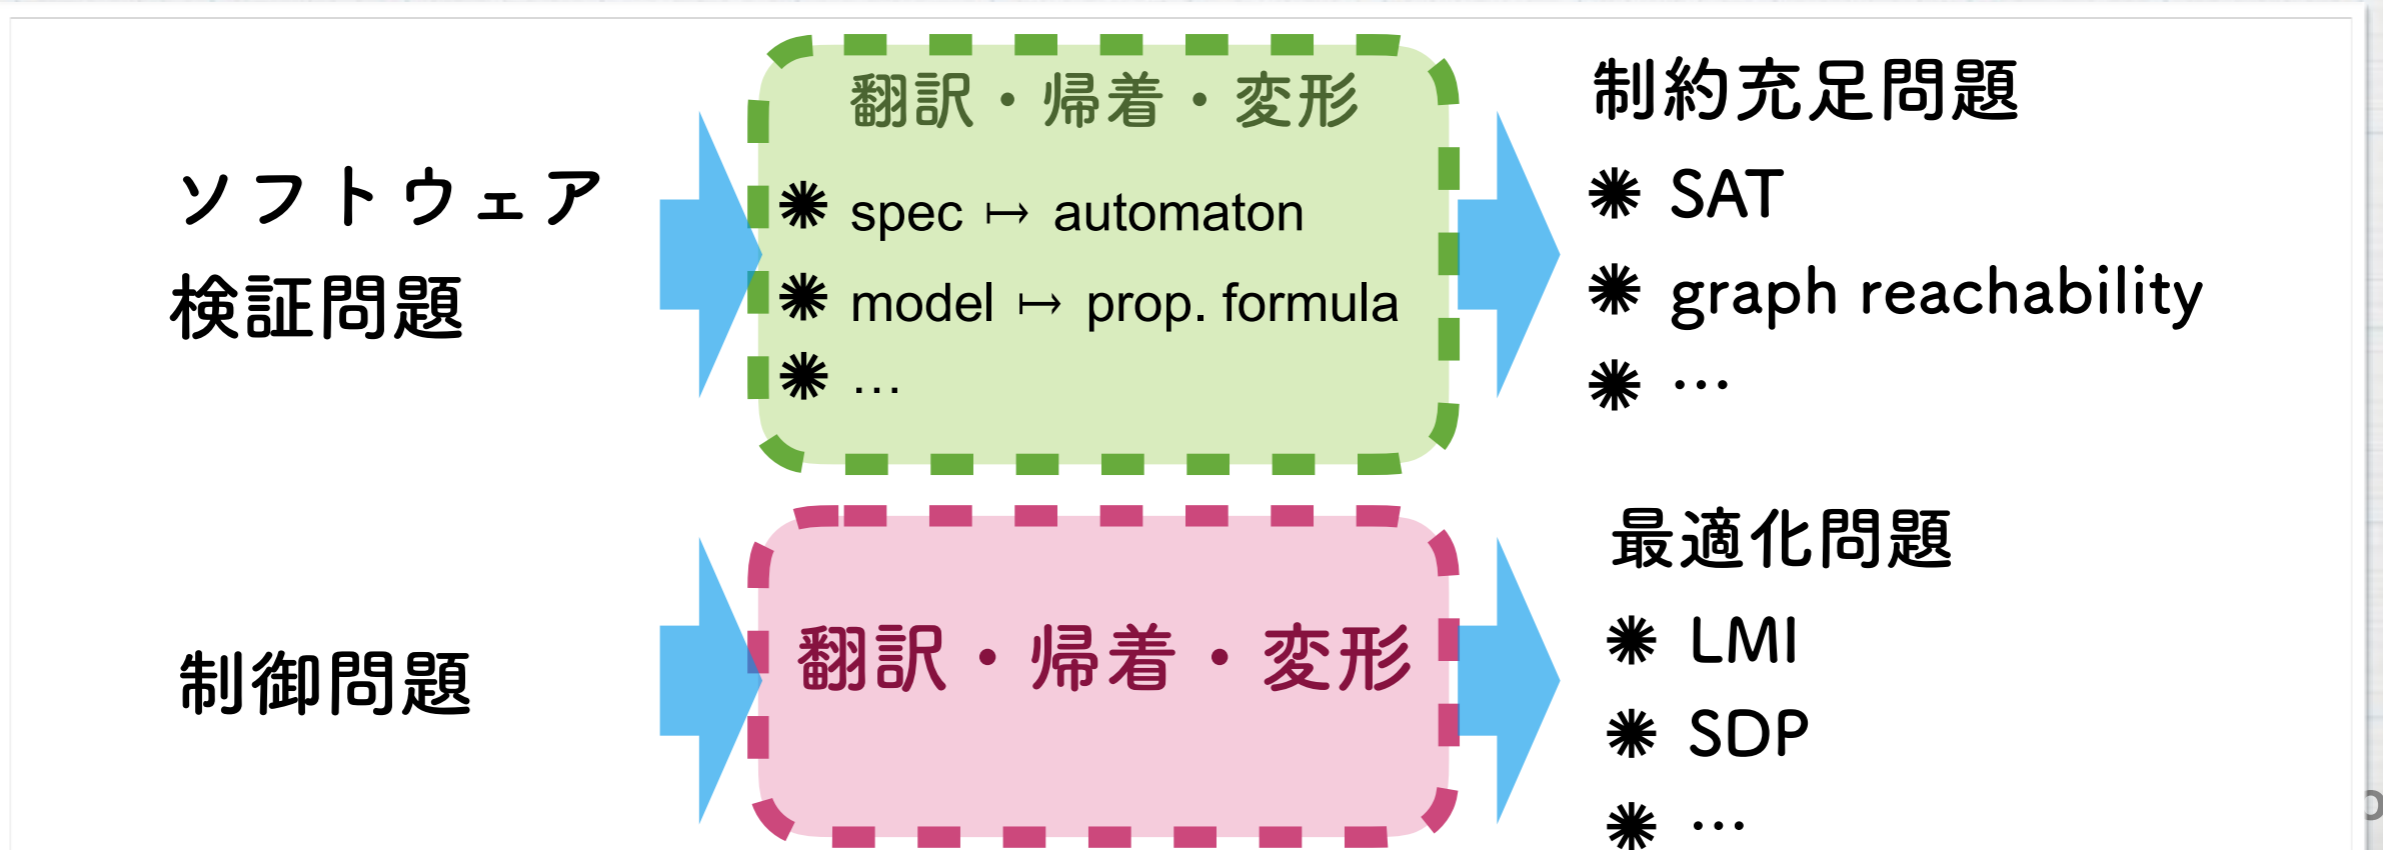 ソフトウェア
検証問題
翻訳・帰着・変形
spec ↦ automaton
model ↦ prop. formula
…
制約充足問題
SAT
graph reachability
…
制御問題
翻訳・帰着・変形
最適化問題
LMI
SDP
…